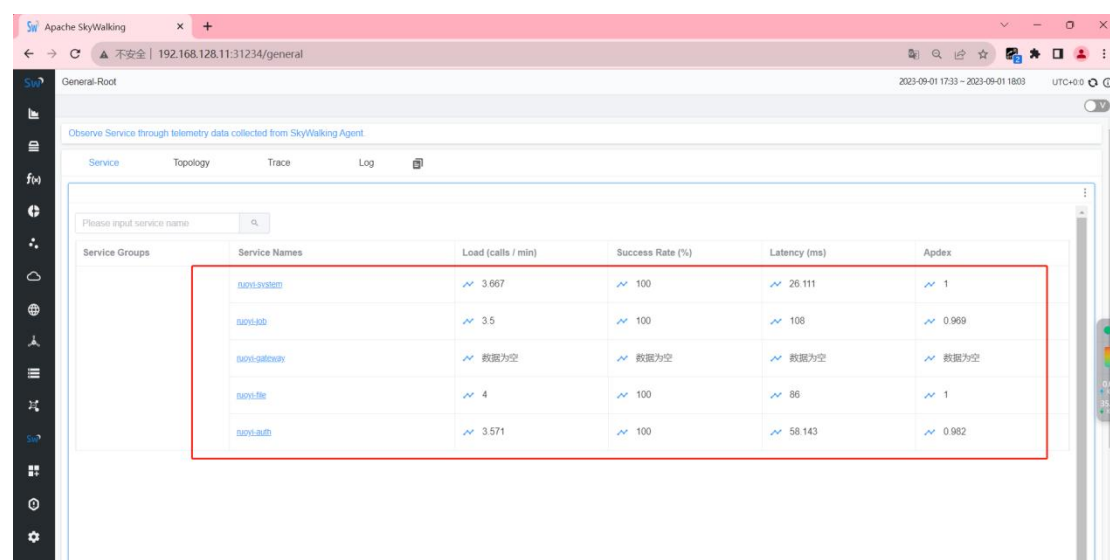 Apache SkyWalking
不安全 192.168.128.11:31234/general
General-Root 2023-09-01 17:33 ~ 2023-09-01 18:03 UTC+0:0
V
Observe Service through telemetry data collected from SkyWalking Agent.
Service Topology Trace Log
Please input service name
Service Groups Service Names Load (calls / min) Success Rate (%) Latency (ms) Apdex
ruoyi-system 3.667 100 26.111 1
ruoyi-job 3.5 100 108 0.969
ruoyi-gateway 数据为空 数据为空 数据为空 数据为空
ruoyi-file 4 100 86 1
ruoyi-auth 3.571 100 58.143 0.982